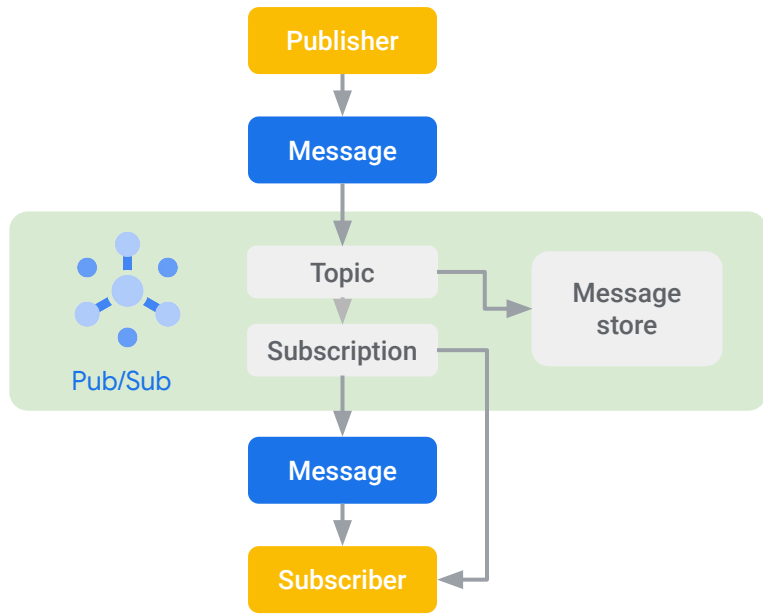 Publisher
Message
Topic
Message
store
Subscription
Pub/Sub
Message
Subscriber